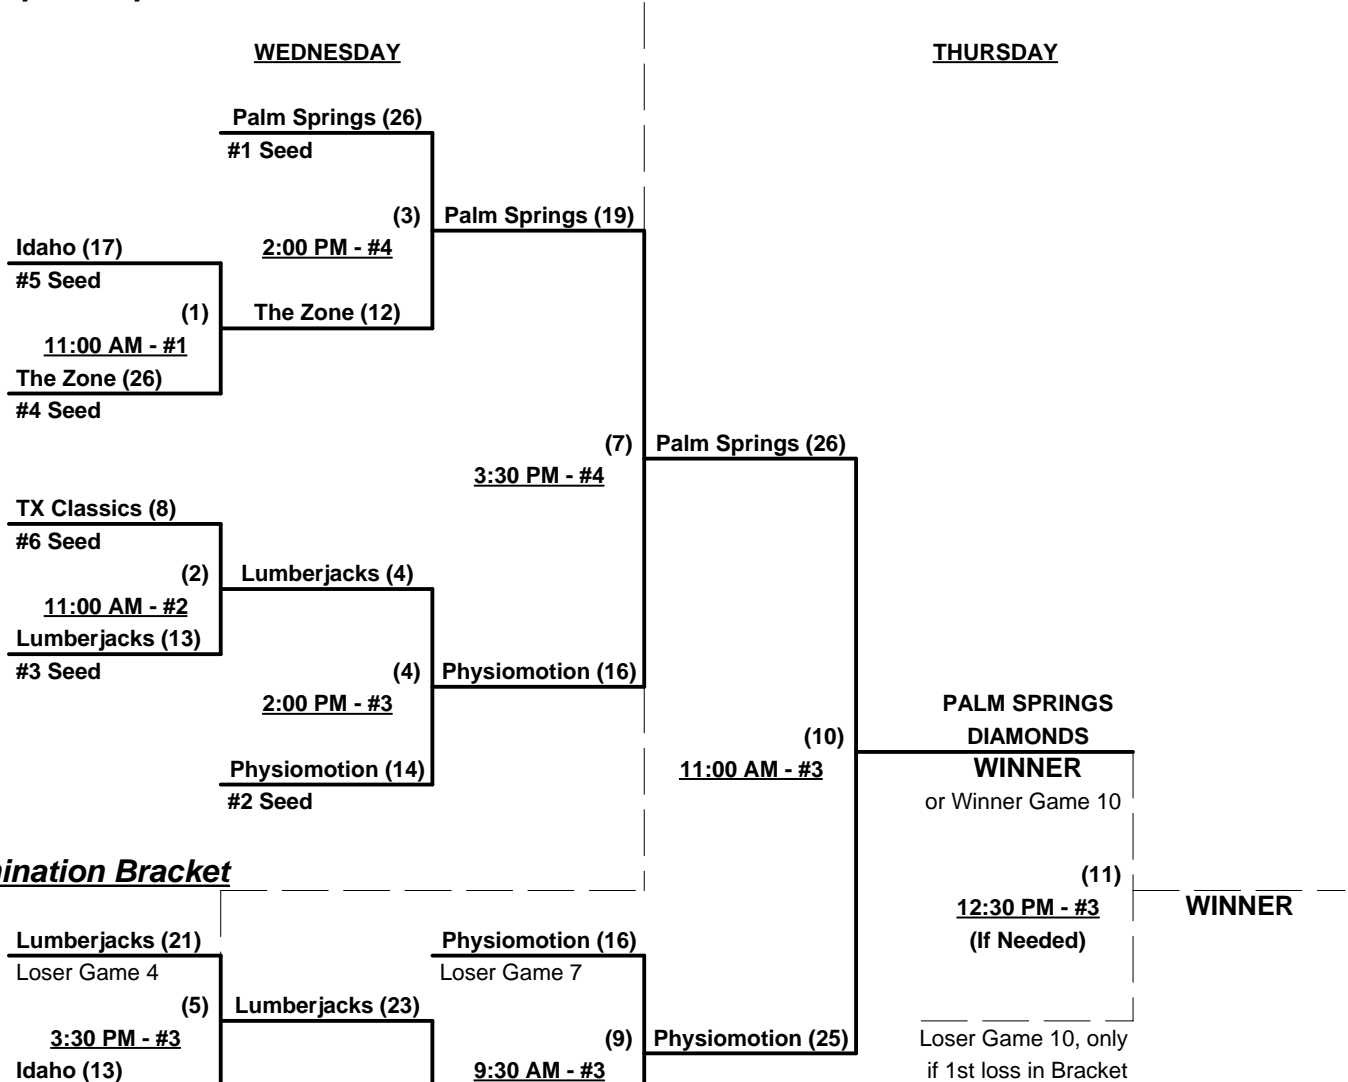 WEDNESDAY
THURSDAY
Palm Springs (26)
#1 Seed
(3)
Palm Springs (19)
2:00 PM - #4
Idaho (17)
#5 Seed
(1)
The Zone (12)
11:00 AM - #1
The Zone (26)
#4 Seed
(7)
Palm Springs (26)
3:30 PM - #4
TX Classics (8)
#6 Seed
(2)
Lumberjacks (4)
11:00 AM - #2
Lumberjacks (13)
#3 Seed
(4)
Physiomotion (16)
2:00 PM - #3
Physiomotion (14)
#2 Seed
(10)
11:00 AM - #3
PALM SPRINGS
DIAMONDS
WINNER
or Winner Game 10
(11)
12:30 PM - #3
(If Needed)
WINNER
Loser Game 10, only
if 1st loss in Bracket
Bracket
Lumberjacks (21)
Loser Game 4
(5)
Lumberjacks (23)
3:30 PM - #3
Idaho (13)
Physiomotion (16)
Loser Game 7
(9)
Physiomotion (25)
9:30 AM - #3